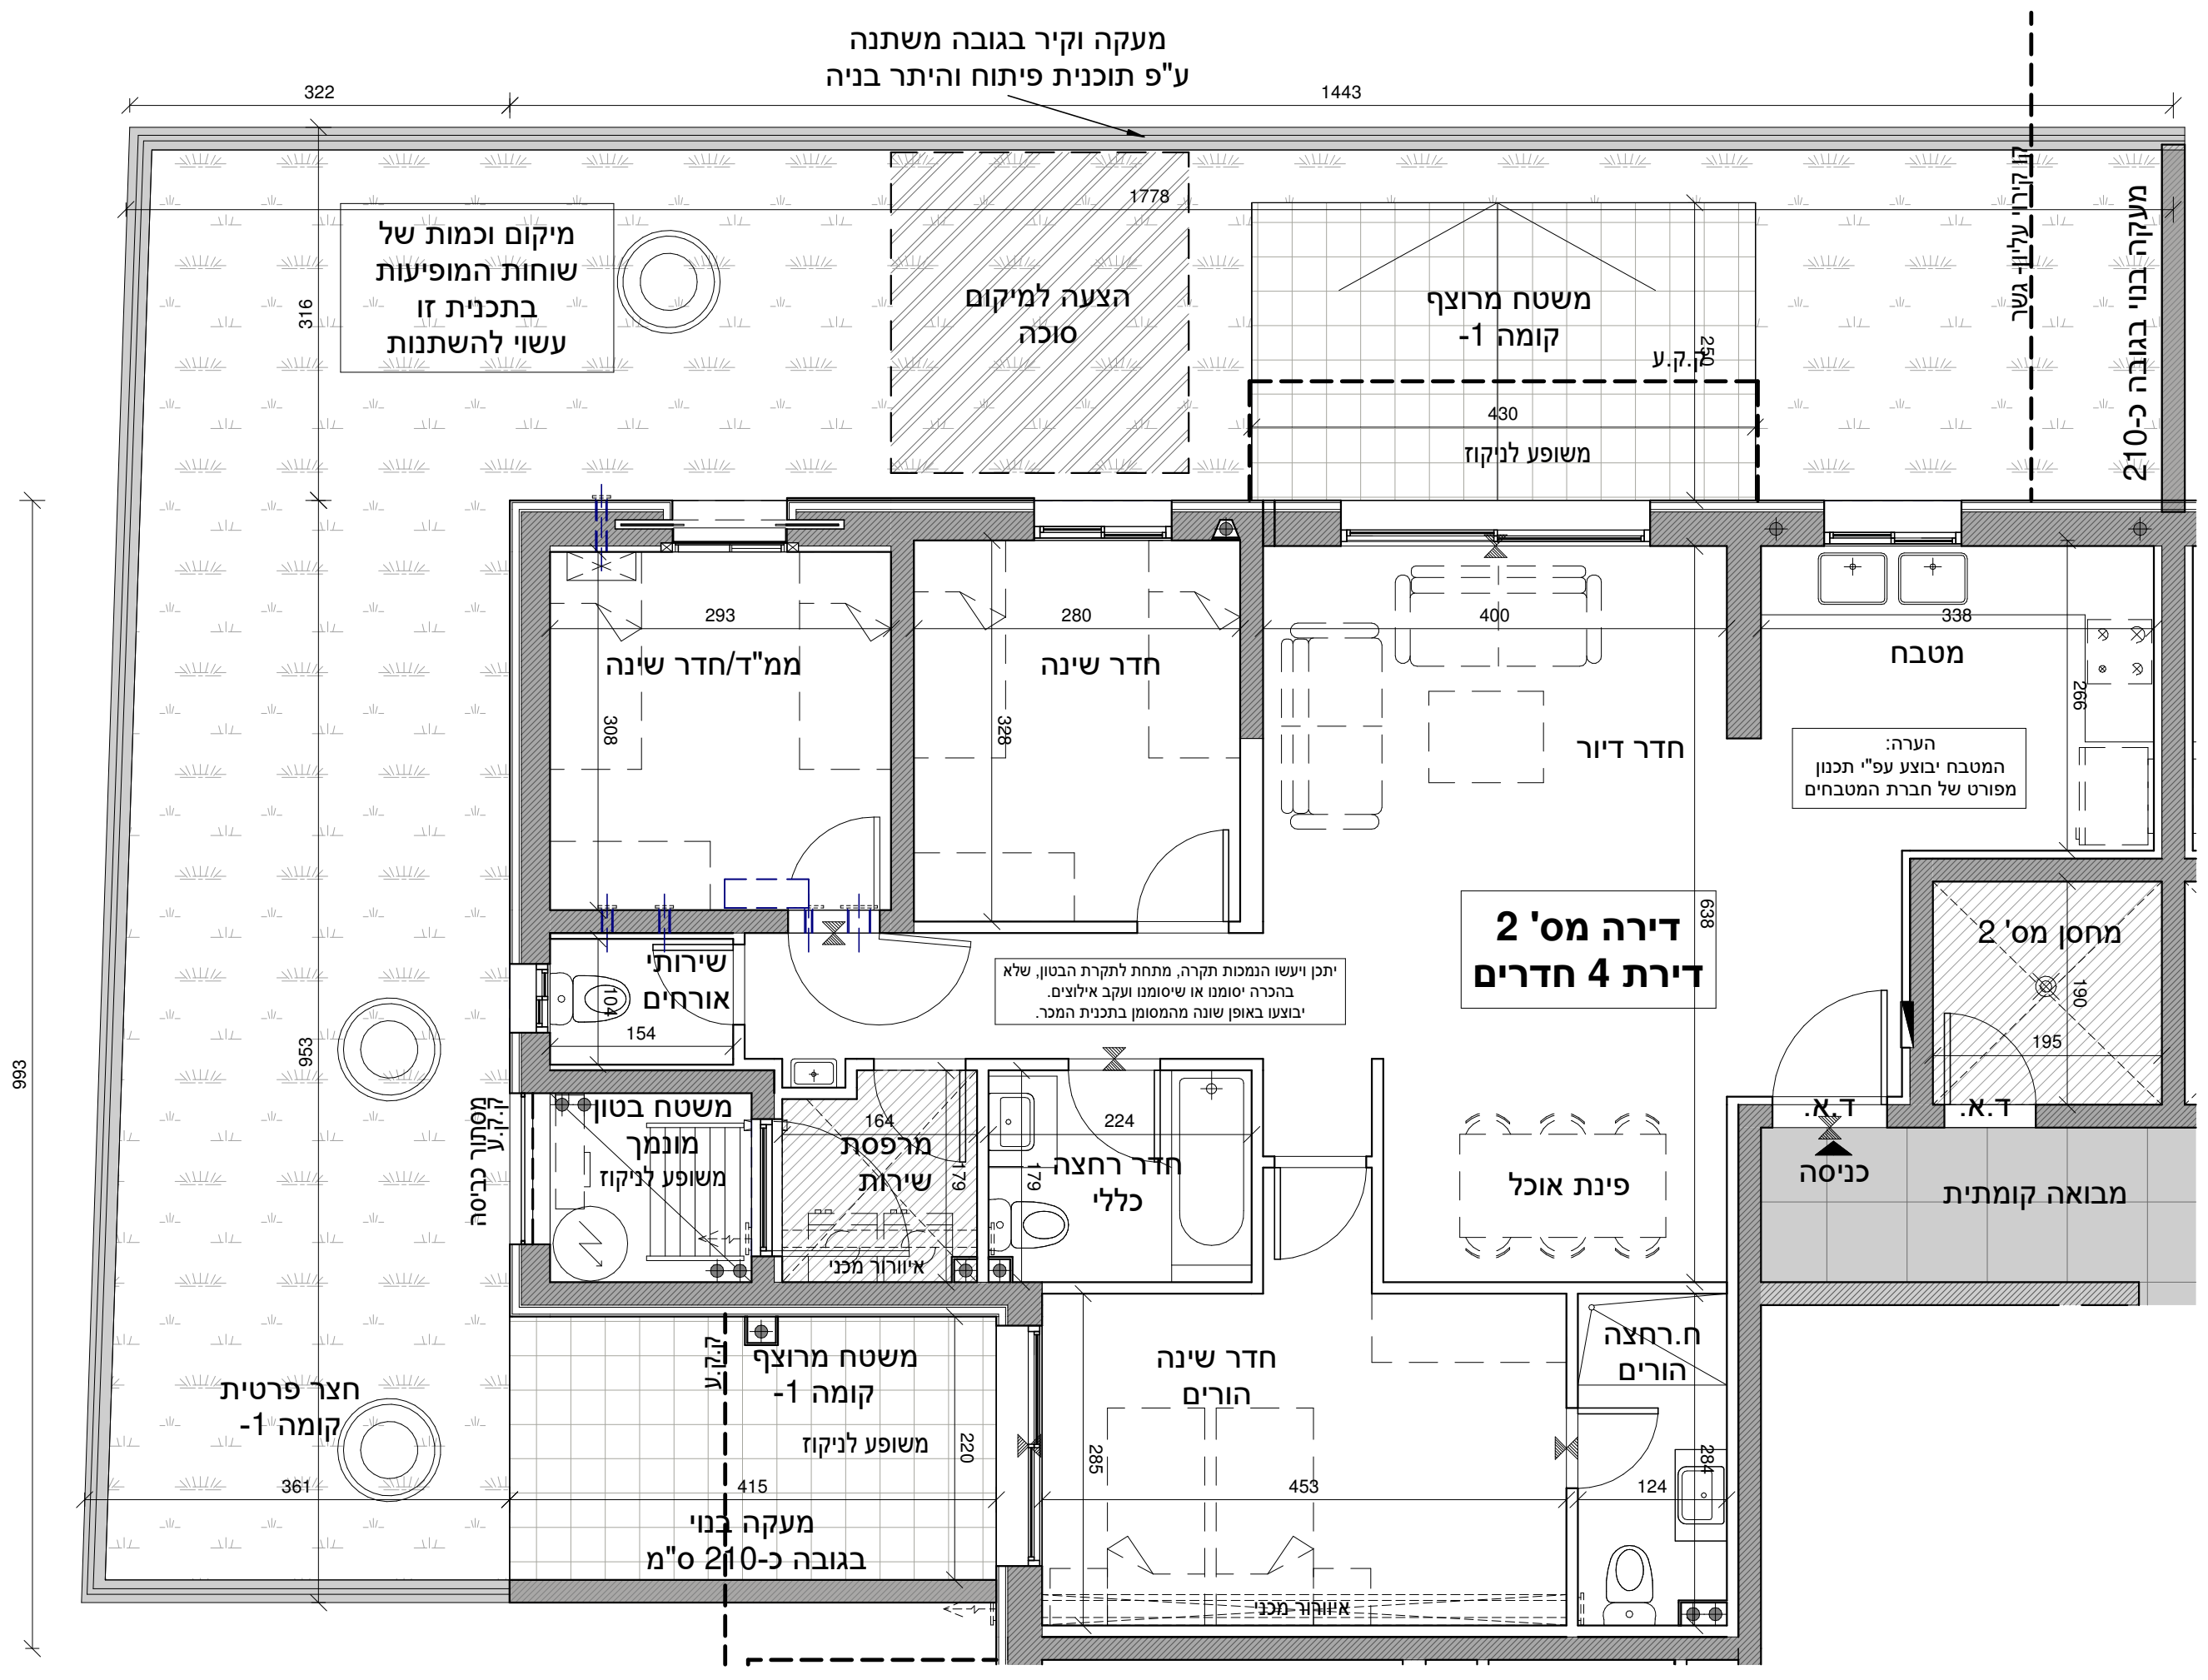 מעקה וקיר בגובה משתנה
ע"פ תוכנית פיתוח והיתר בניה
322
1443
1778
316
מיקום וכמות של
שוחות המופיעות
בתכנית זו
עשוי להשתנות
הצעה למיקום
סוכה
משטח מרוצף
קומה 1-
ק.ק.ע
250
430
משופע לניקוז
קו קירוי עליון- גשר
מעקה בנוי בגובה כ-210
293
280
400
338
ממ"ד/חדר שינה
חדר שינה
מטבח
308
328
266
חדר דיור
הערה:
המטבח יבוצע עפ"י תכנון
מפורט של חברת המטבחים
דירה מס' 2
דירת 4 חדרים
638
מחסן מס' 2
190
195
שירותי
אורחים
104
154
יתכן ויעשו הנמכות תקרה, מתחת לתקרת הבטון, שלא
בהכרה יסומנו או שיסומנו ועקב אילוצים.
יבוצעו באופן שונה מהמסומן בתכנית המכר.
993
953
מסתור כביסה
ק.ק.ע
משטח בטון
מונמך
משופע לניקוז
164
מרפסת
שירות
179
איוורור מכני
224
179
חדר רחצה
כללי
פינת אוכל
ד.א.
ד.א.
כניסה
מבואה קומתית
ק.ק.ע
משטח מרוצף
קומה 1-
משופע לניקוז
220
415
מעקה בנוי
בגובה כ-210 ס"מ
חצר פרטית
קומה 1-
361
חדר שינה
הורים
285
453
איוורור מכני
ח.רחצה
הורים
284
124